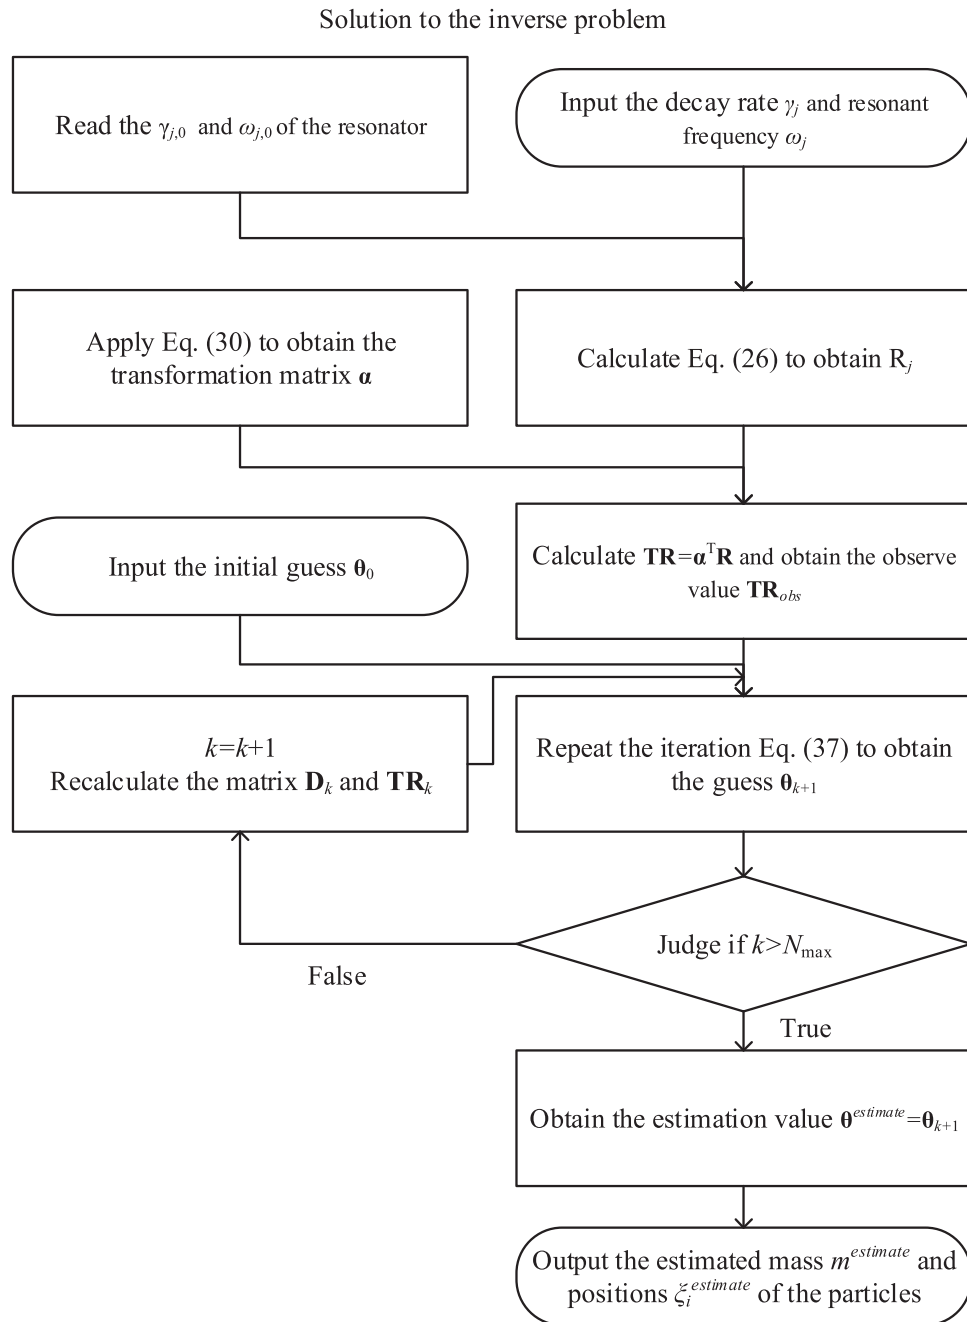 Solution to the inverse problem
Read the γj,0 and ωj,0 of the resonator
Input the decay rate γj and resonant
frequency ωj
Apply Eq. (30) to obtain the
transformation matrix α
Calculate Eq. (26) to obtain Rj
Input the initial guess θ0
Calculate TR=αTR and obtain the observe
value TRobs
k=k+1
Recalculate the matrix Dk and TRk
Repeat the iteration Eq. (37) to obtain
the guess θk+1
Judge if k>Nmax
False
True
Obtain the estimation value θestimate=θk+1
Output the estimated mass mestimate and
positions ξiestimate of the particles